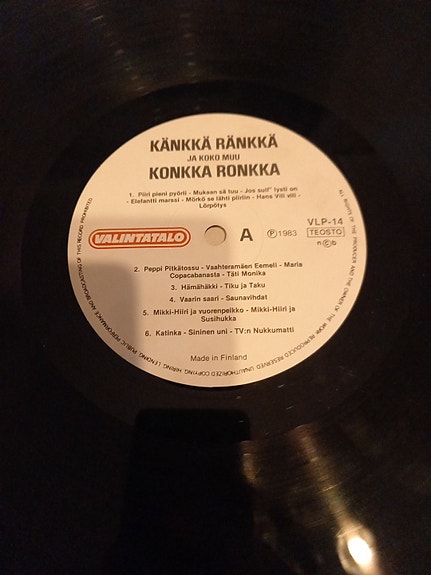 KÄNKKÄ RÄNKKÄ
JA KOKO MUU
KONKKA RONKKA
1. Piiri pieni pyörii - Mukaan sä tuu - Jos sull" lysti on
- Elefantti marssi - Mörkö se lähti piiriin - Hans Vili vili -
Lörpötys
VALINTATALO
A
P 1983
VLP-14
TEOSTO
ncb
2. Peppi Pitkätossu - Vaahteramäen Eemeli - Maria
Copacabanasta - Täti Monika
3. Hämähäkki - Tiku ja Taku
4. Vaarin saari - Saunavihdat
5. Mikki-Hiiri ja vuorenpeikko - Mikki-Hiiri ja
Susihukka
6. Katinka - Sininen uni - TV:n Nukkumatti
Made in Finland
ALL RIGHTS OF THE PRODUCER AND THE OWNER OF THE WORK REPRODUCED RESERVED UNAUTHORIZED COPYING HIRING LENDING PUBLIC PERFORMANCE AND BROADCASTING OF THIS RECORD PROHIBITED